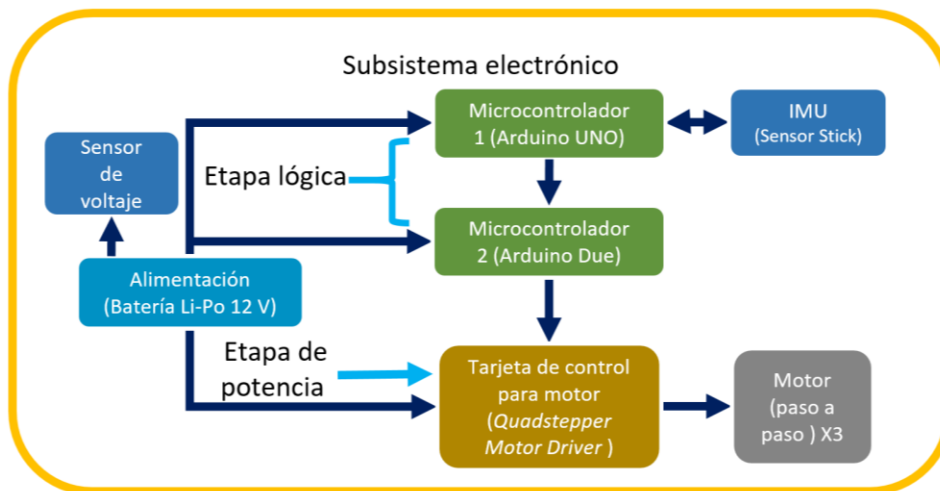 Subsistema electrónico
Microcontrolador
1 (Arduino UNO)
IMU
(Sensor Stick)
Sensor
de
voltaje
Etapa lógica
Microcontrolador
2 (Arduino Due)
Alimentación
(Batería Li-Po 12 V)
Etapa de
potencia
Tarjeta de control
para motor
(Quadstepper
Motor Driver )
Motor
(paso a
paso ) X3